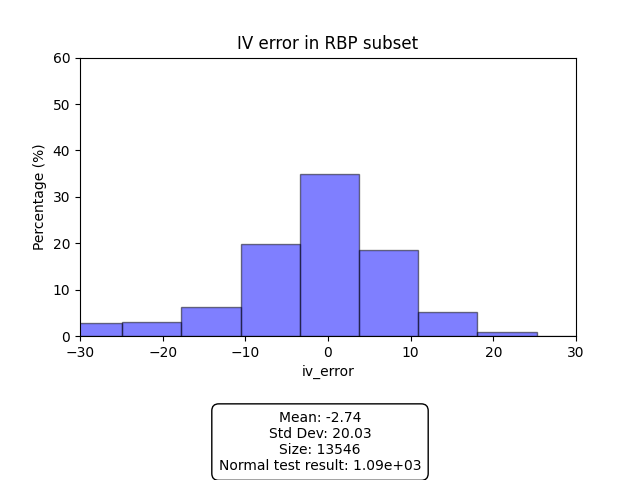 IV error in RBP subset
Percentage (%)
60
50
40
30
20
10
0
−30
−20
−10
0
10
20
30
iv_error
Mean: -2.74
Std Dev: 20.03
Size: 13546
Normal test result: 1.09e+03